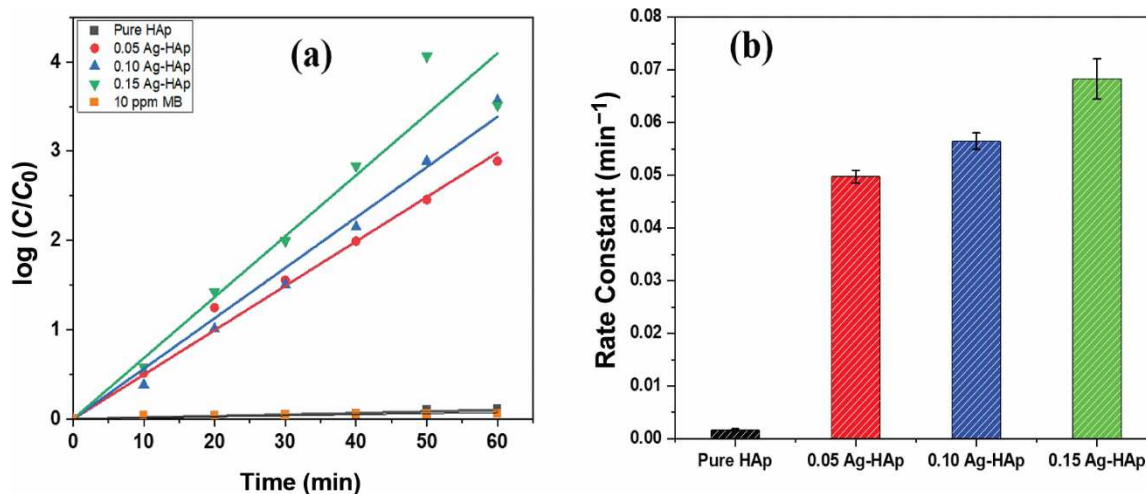 (a)
Pure HAp
0.05 Ag-HAp
0.10 Ag-HAp
0.15 Ag-HAp
10 ppm MB
log (C/C₀)
4
3
2
1
0
0 10 20 30 40 50 60
Time (min)
(b)
Rate Constant (min⁻¹)
0.08
0.07
0.06
0.05
0.04
0.03
0.02
0.01
0.00
Pure HAp 0.05 Ag-HAp 0.10 Ag-HAp 0.15 Ag-HAp